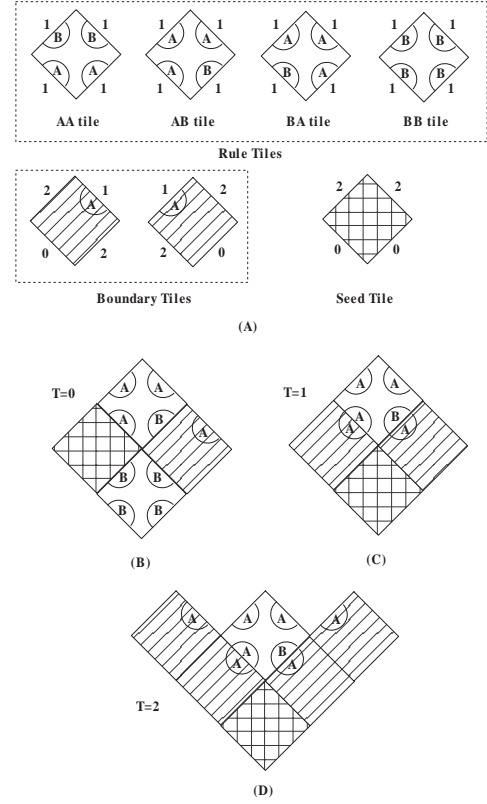 1 1 1 1 1 1 1 1
B B A A A A B B
A A A B B A B B
1 1 1 1 1 1 1 1
AA tile AB tile BA tile BB tile
Rule Tiles
2 1 1 2 2 2
A A
0 2 2 0 0 0
Boundary Tiles Seed Tile
(A)
T=0
A A
A B
A
B B
B B
(B)
T=1
A A
A B
A A
(C)
T=2
A A A A
A B
A A
(D)